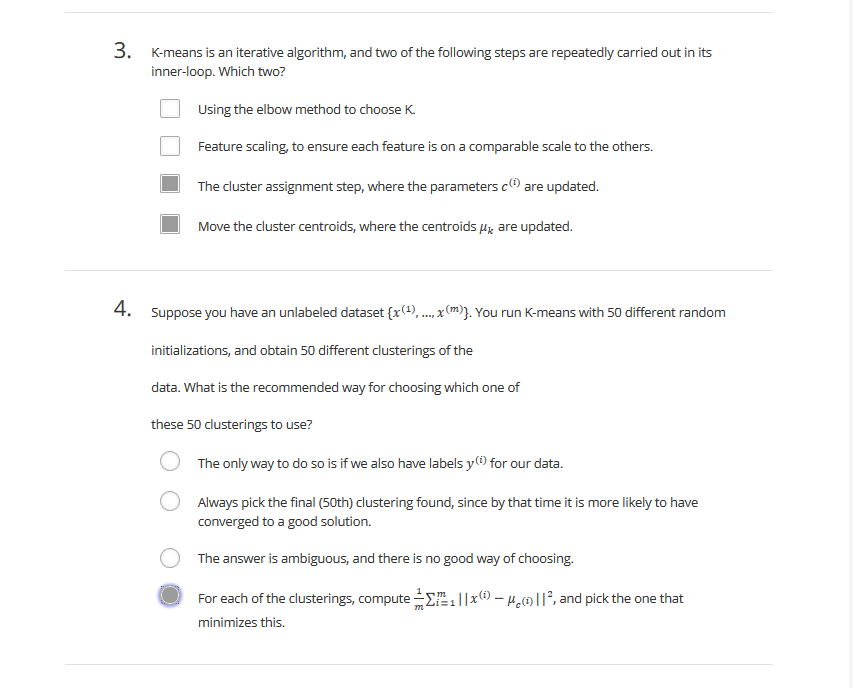 3. K-means is an iterative algorithm, and two of the following steps are repeatedly carried out in its
inner-loop. Which two?
Using the elbow method to choose K.
Feature scaling, to ensure each feature is on a comparable scale to the others.
The cluster assignment step, where the parameters c⁽ⁱ⁾ are updated.
Move the cluster centroids, where the centroids μₖ are updated.
4. Suppose you have an unlabeled dataset {x⁽¹⁾, ..., x⁽ᵐ⁾}. You run K-means with 50 different random
initializations, and obtain 50 different clusterings of the
data. What is the recommended way for choosing which one of
these 50 clusterings to use?
The only way to do so is if we also have labels y⁽ⁱ⁾ for our data.
Always pick the final (50th) clustering found, since by that time it is more likely to have
converged to a good solution.
The answer is ambiguous, and there is no good way of choosing.
For each of the clusterings, compute 1/m Σᵢ₌₁ᵐ ||x⁽ⁱ⁾ − μ_c⁽ⁱ⁾||², and pick the one that
minimizes this.